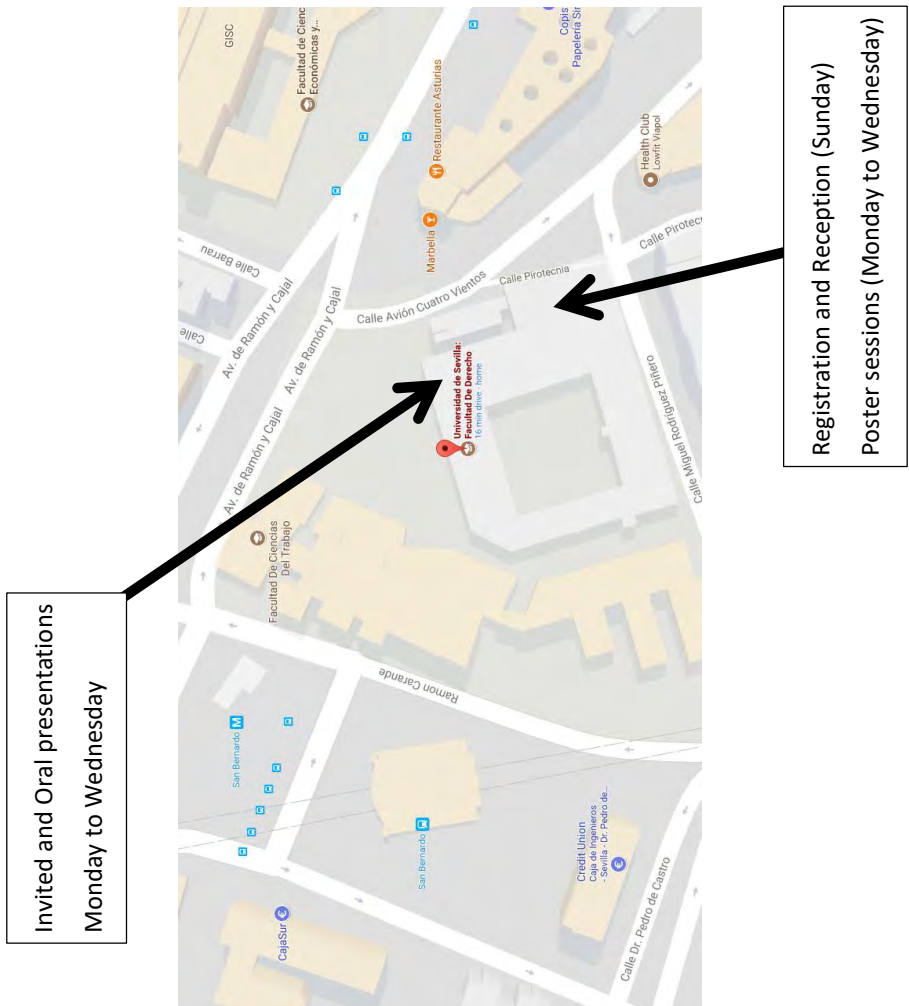 Invited and Oral presentations
Monday to Wednesday
Registration and Reception (Sunday)
Poster sessions (Monday to Wednesday)
GISC
Facultad de Cienc
Económicas y...
Copis
Papelería Sir
Restaurante Asturias
Marbella
Health Club
Lowfit Viapol
Calle Barrau
Calle
Av. de Ramón y Cajal
Av. de Ramón y Cajal
Av. de Ramón y Cajal
Calle Avión Cuatro Vientos
Calle Pirotecnia
Calle Pirotecn
Universidad de Sevilla:
Facultad De Derecho
16 min drive - home
Calle Miguel Rodríguez Piñero
Facultad De Ciencias
Del Trabajo
Ramon Carande
San Bernardo
M
San Bernardo
Credit Union
Caja de Ingenieros
- Sevilla - Dr. Pedro de...
€
Calle Dr. Pedro de Castro
CajaSur
€